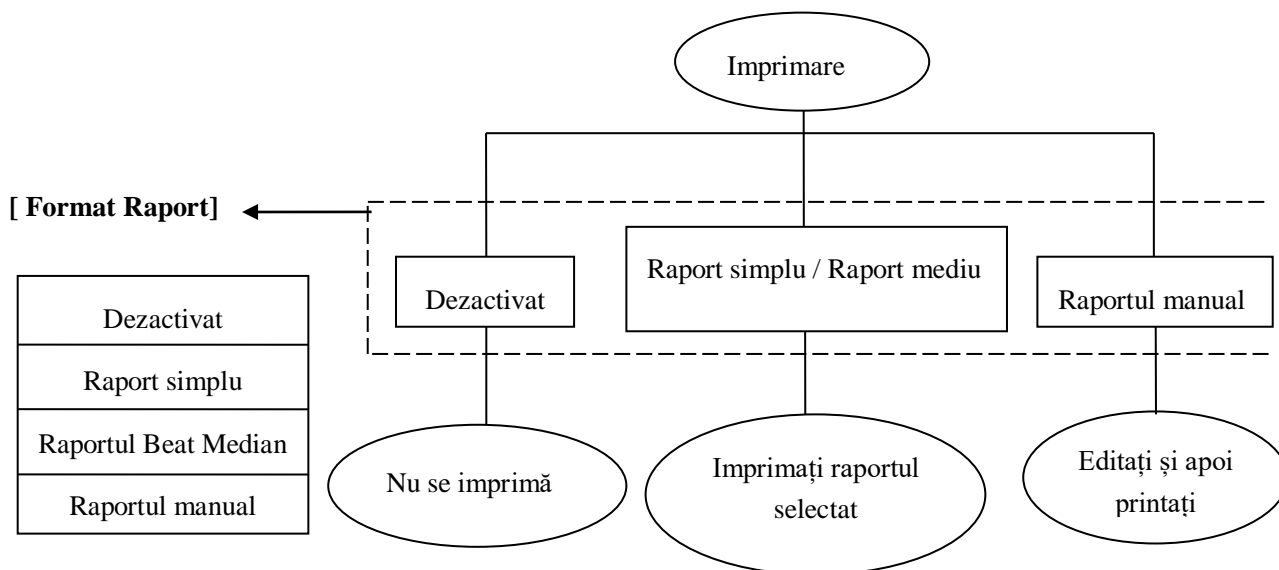 Imprimare
[ Format Raport]
Dezactivat
Raport simplu / Raport mediu
Raportul manual
Dezactivat
Raport simplu
Raportul Beat Median
Raportul manual
Nu se imprimă
Imprimați raportul
selectat
Editați și apoi
printați